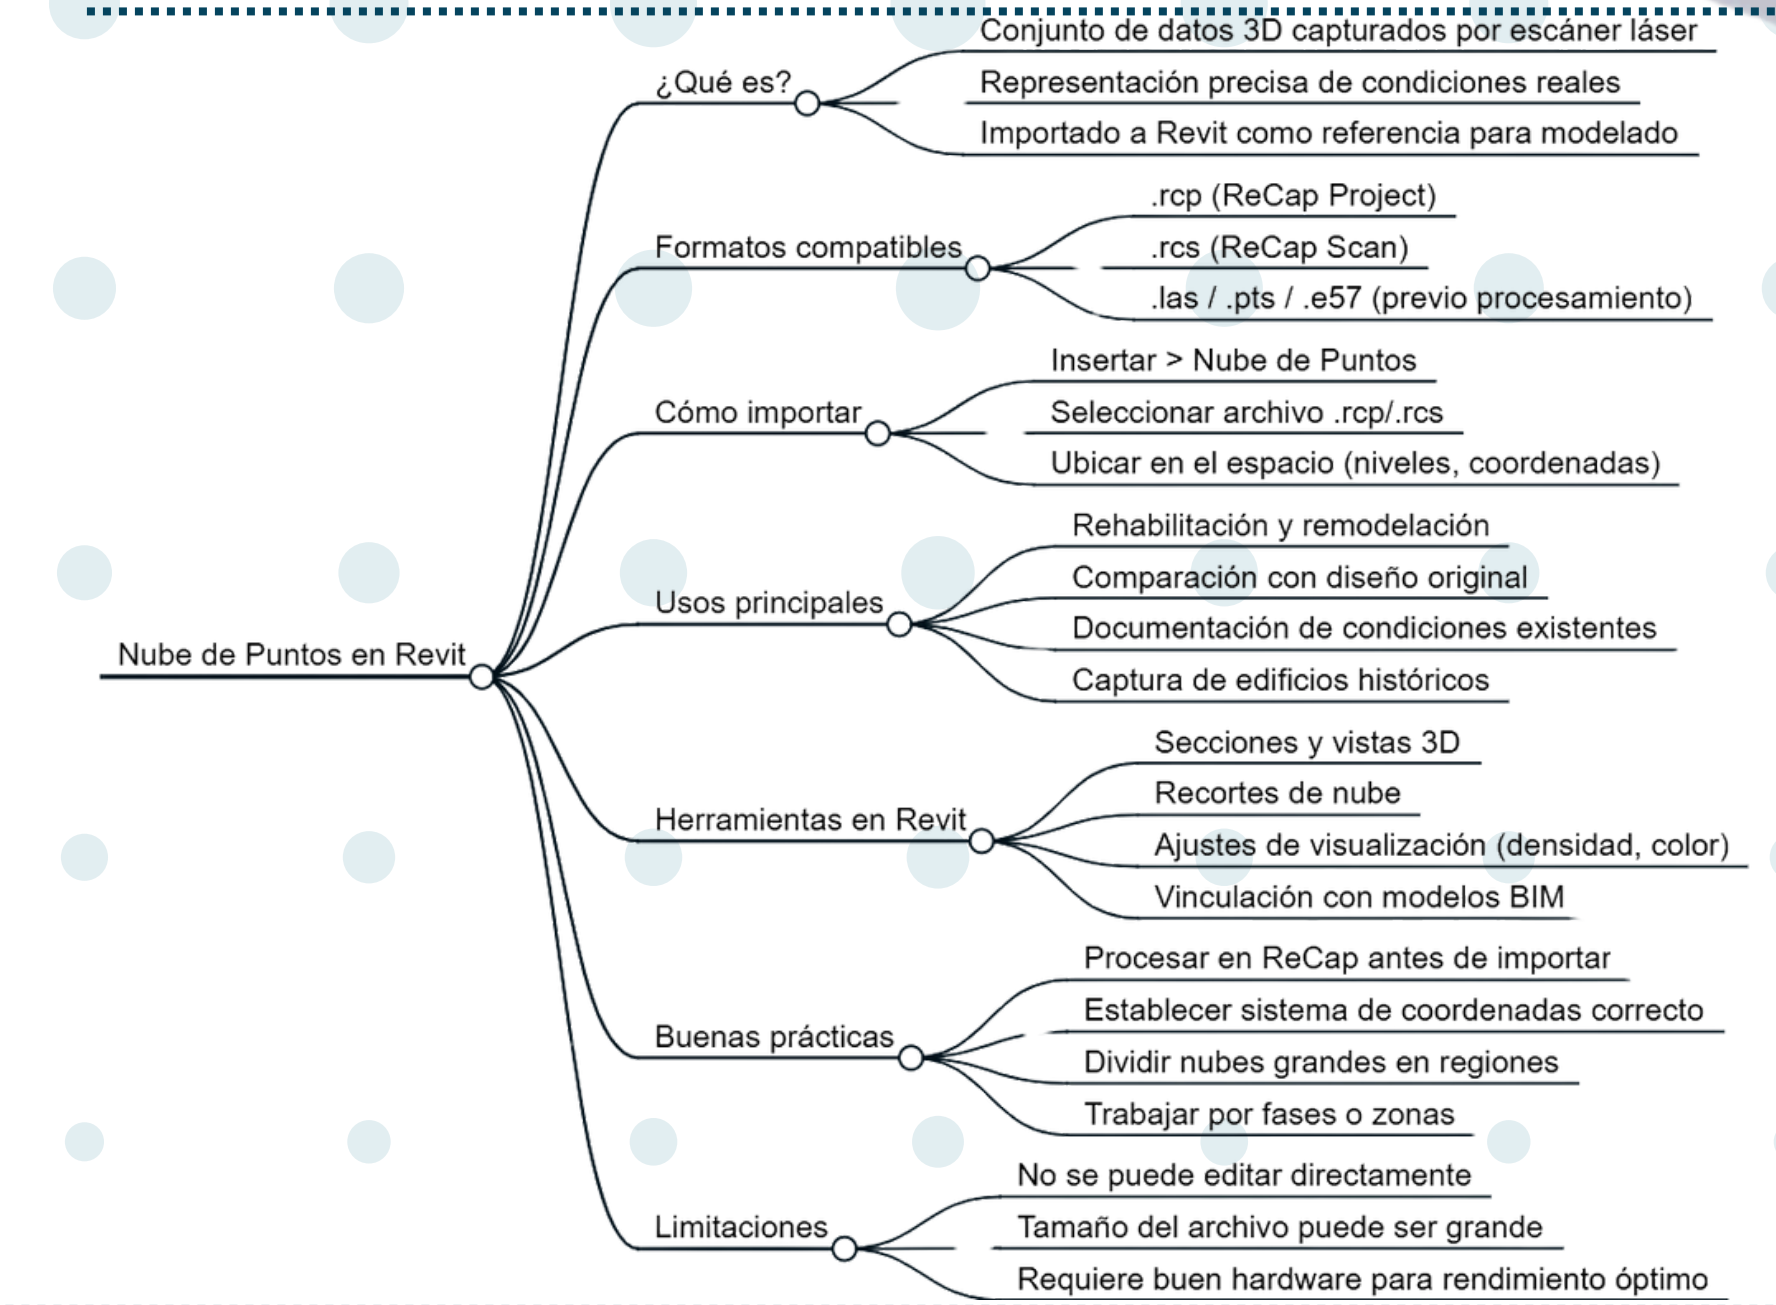 Conjunto de datos 3D capturados por escáner láser
¿Qué es?
Representación precisa de condiciones reales
Importado a Revit como referencia para modelado
.rcp (ReCap Project)
Formatos compatibles
.rcs (ReCap Scan)
.las / .pts / .e57 (previo procesamiento)
Insertar > Nube de Puntos
Cómo importar
Seleccionar archivo .rcp/.rcs
Ubicar en el espacio (niveles, coordenadas)
Rehabilitación y remodelación
Comparación con diseño original
Usos principales
Documentación de condiciones existentes
Captura de edificios históricos
Nube de Puntos en Revit
Secciones y vistas 3D
Recortes de nube
Herramientas en Revit
Ajustes de visualización (densidad, color)
Vinculación con modelos BIM
Procesar en ReCap antes de importar
Establecer sistema de coordenadas correcto
Buenas prácticas
Dividir nubes grandes en regiones
Trabajar por fases o zonas
No se puede editar directamente
Limitaciones
Tamaño del archivo puede ser grande
Requiere buen hardware para rendimiento óptimo